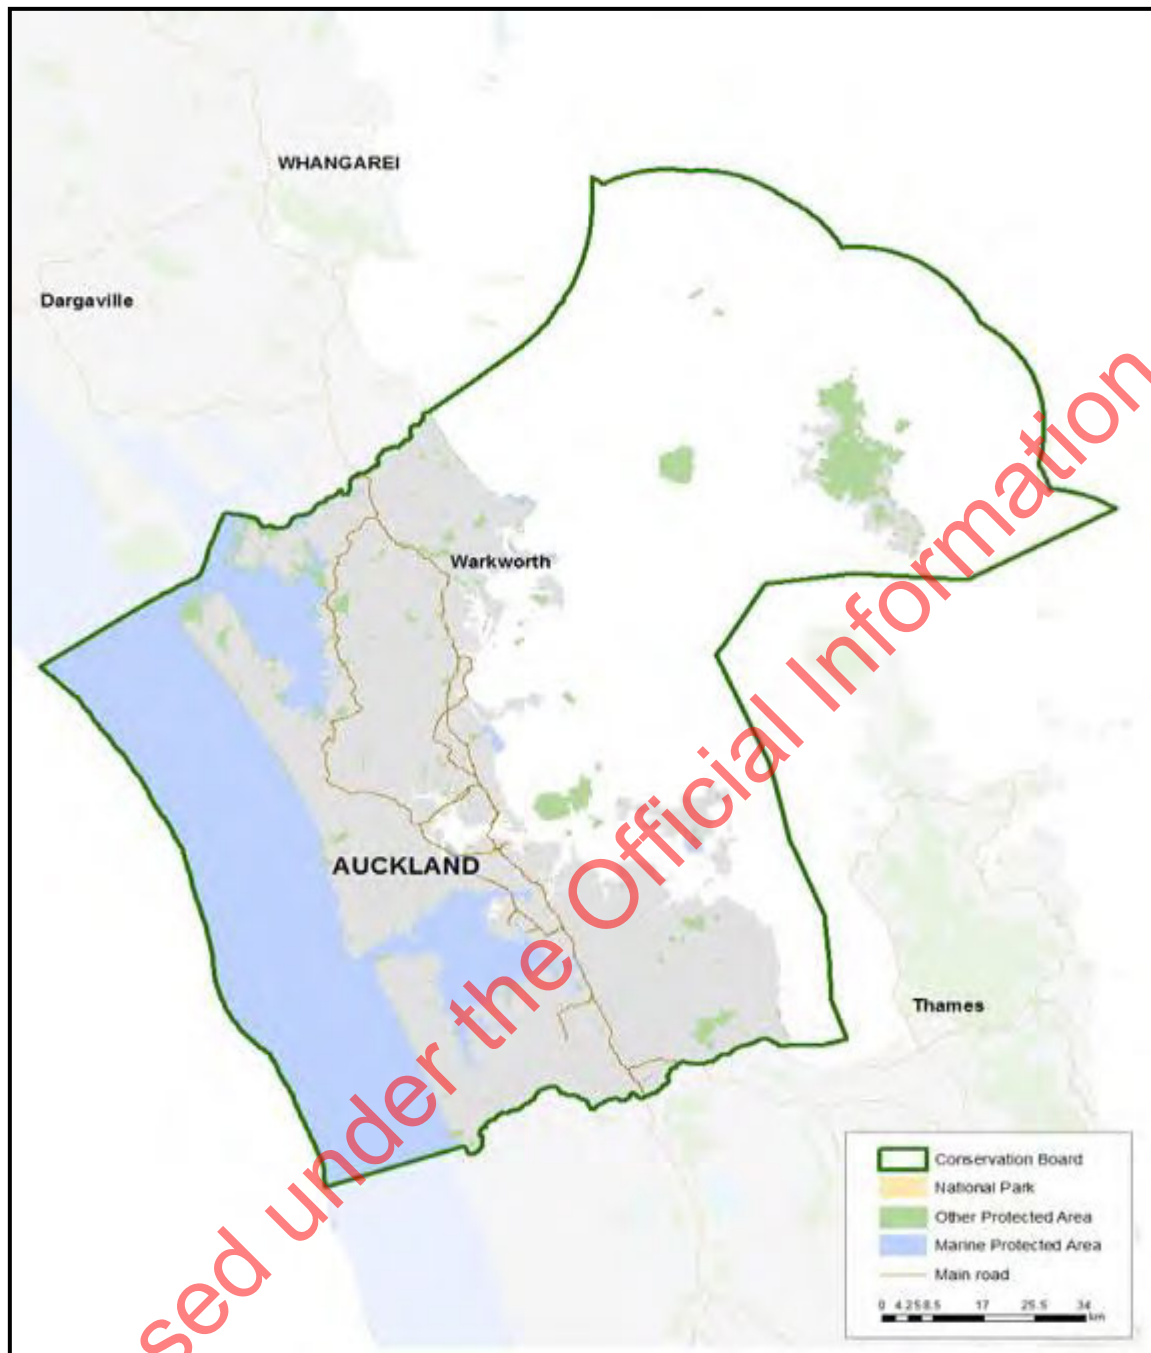 WHANGAREI
Dargaville
Warkworth
AUCKLAND
Thames
sed under the Official Information
Conservation Board
National Park
Other Protected Area
Marine Protected Area
Main road
0 4.25 8.5 17 25.5 34
km